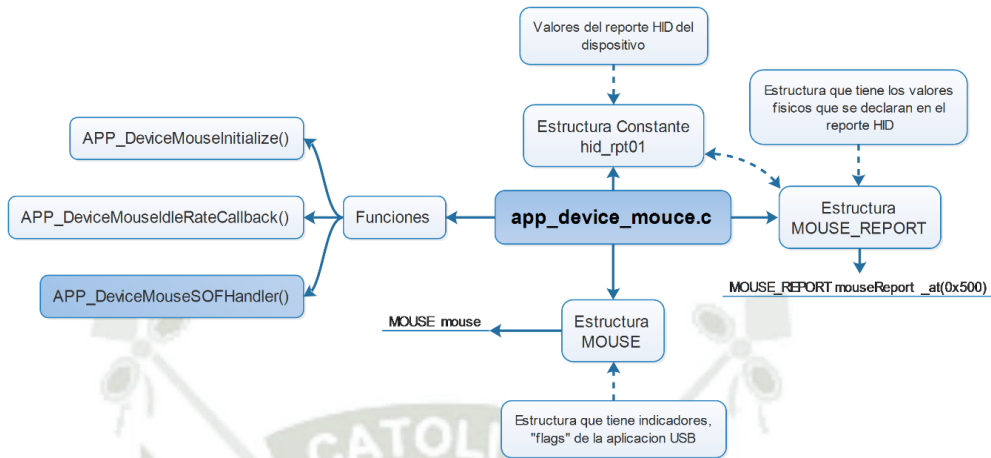 Valores del reporte HID del
dispositivo
Estructura que tiene los valores
fisicos que se declaran en el
reporte HID
APP_DeviceMouseInitialize()
Estructura Constante
hid_rpt01
APP_DeviceMouseIdleRateCallback()
Funciones
app_device_mouce.c
Estructura
MOUSE_REPORT
APP_DeviceMouseSOFHandler()
MOUSE_REPORT mouseReport _at(0x500)
MOUSE mouse
Estructura
MOUSE
Estructura que tiene indicadores,
"flags" de la aplicacion USB